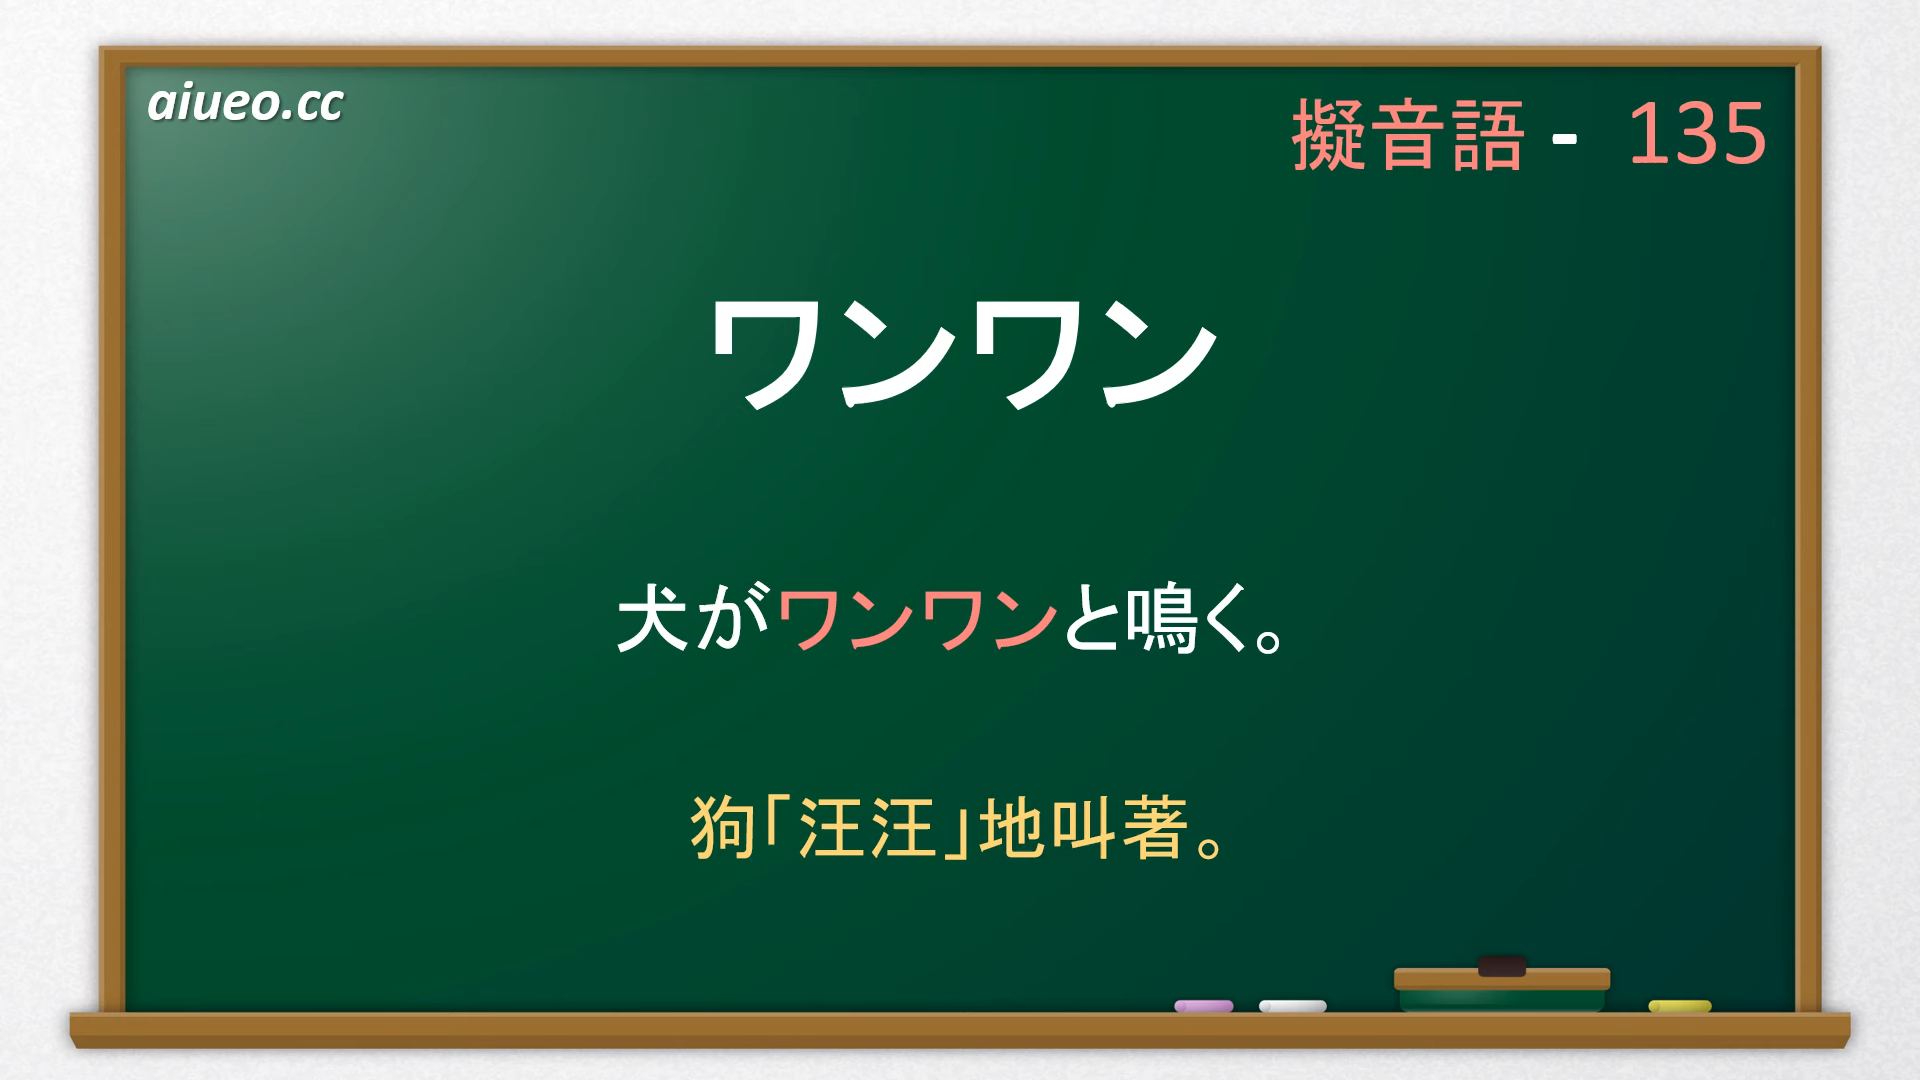 aiueo.cc
擬音語 - 135
ワンワン
犬がワンワンと鳴く。
狗「汪汪」地叫著。